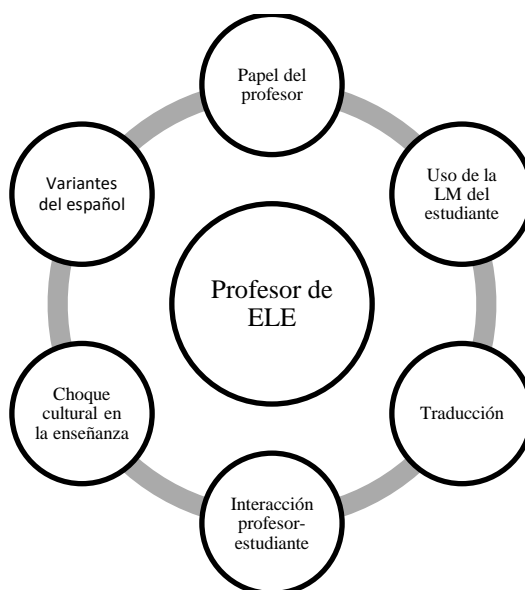 Papel del
profesor
Uso de la
LM del
estudiante
Traducción
Interacción
profesor-
estudiante
Choque
cultural en
la enseñanza
Variantes
del español
Profesor de
ELE